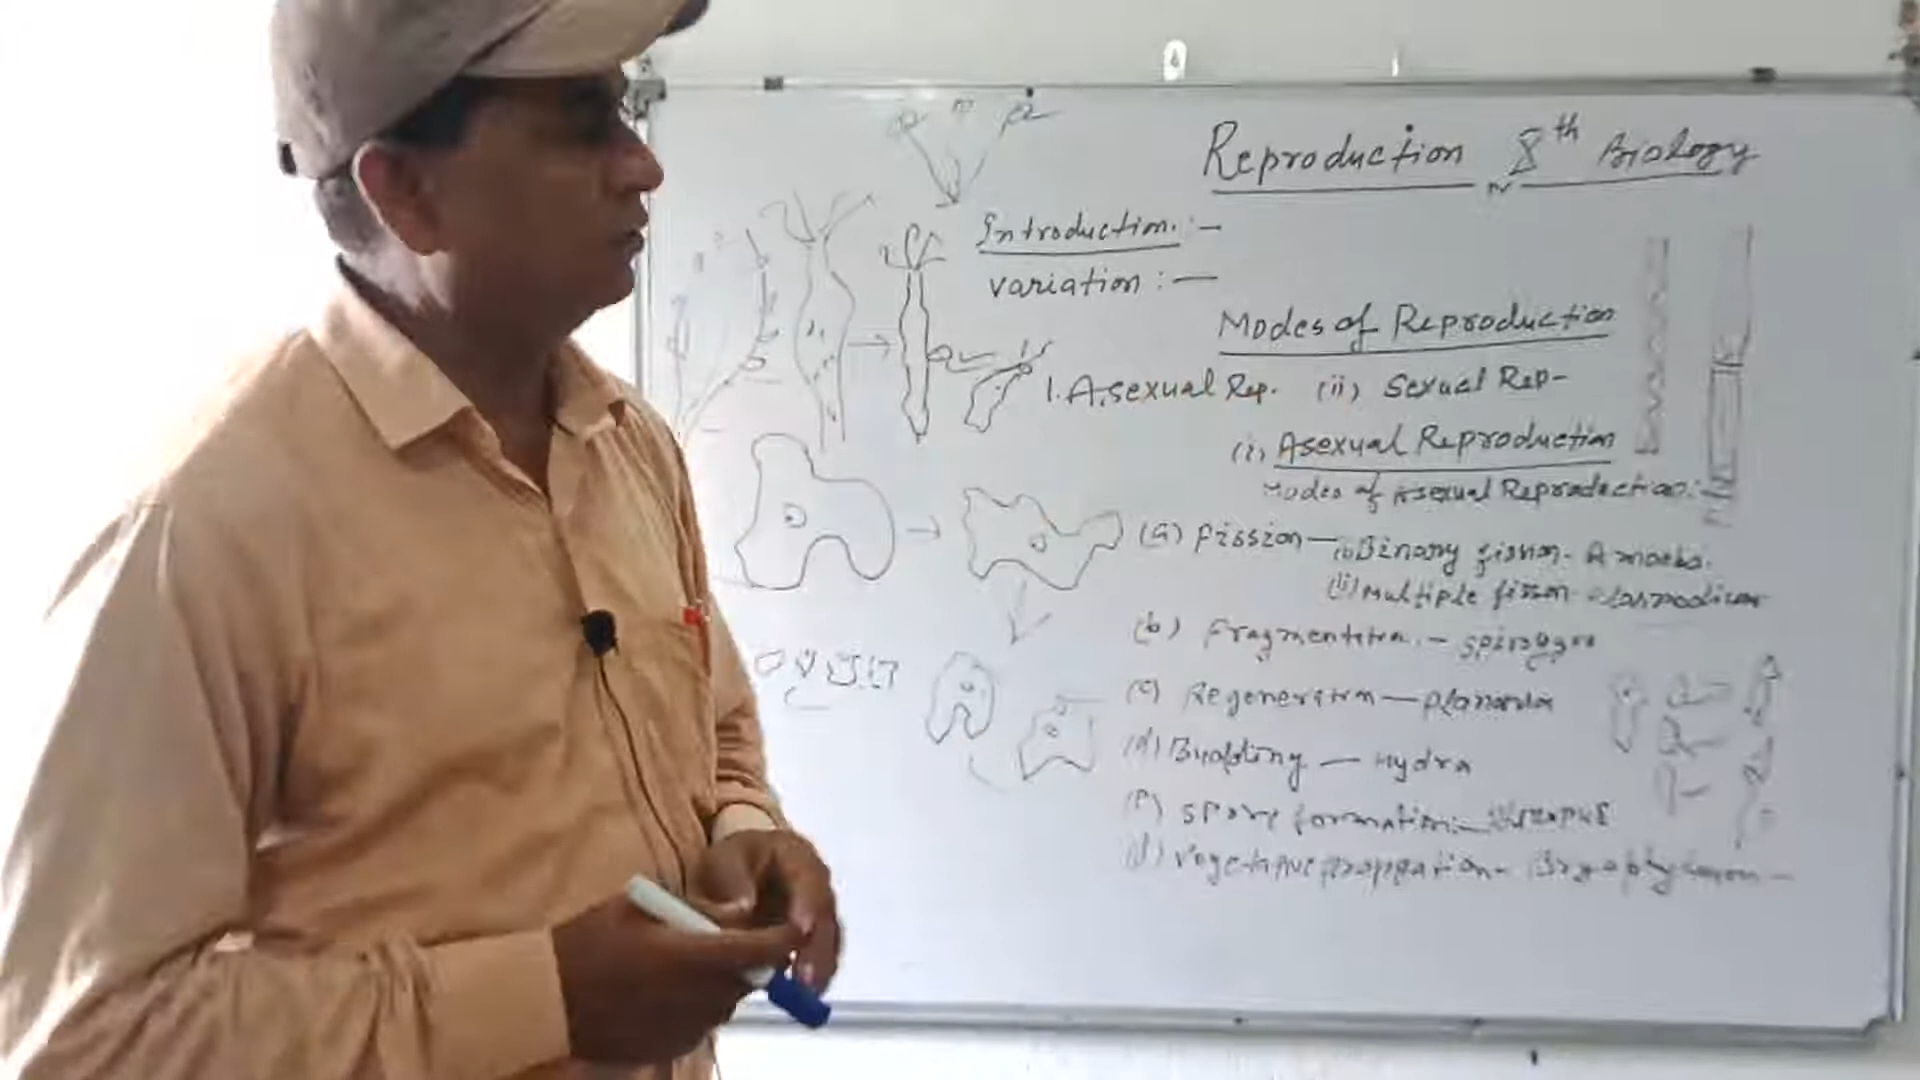 Reproduction 8th Biology
Introduction :-
variation :-
Modes of Reproduction
1. Asexual Rep. (ii) Sexual Rep-
(i) Asexual Reproduction
Modes of Asexual Reproduction:-
(a) Fission — (i) Binary fission - Amoeba.
(ii) Multiple fission -
(b) Fragmentation. -
(c) Regeneration — planaria
(d) Budding — Hydra
(e) Spore formation -
(d) Vegetative propagation -